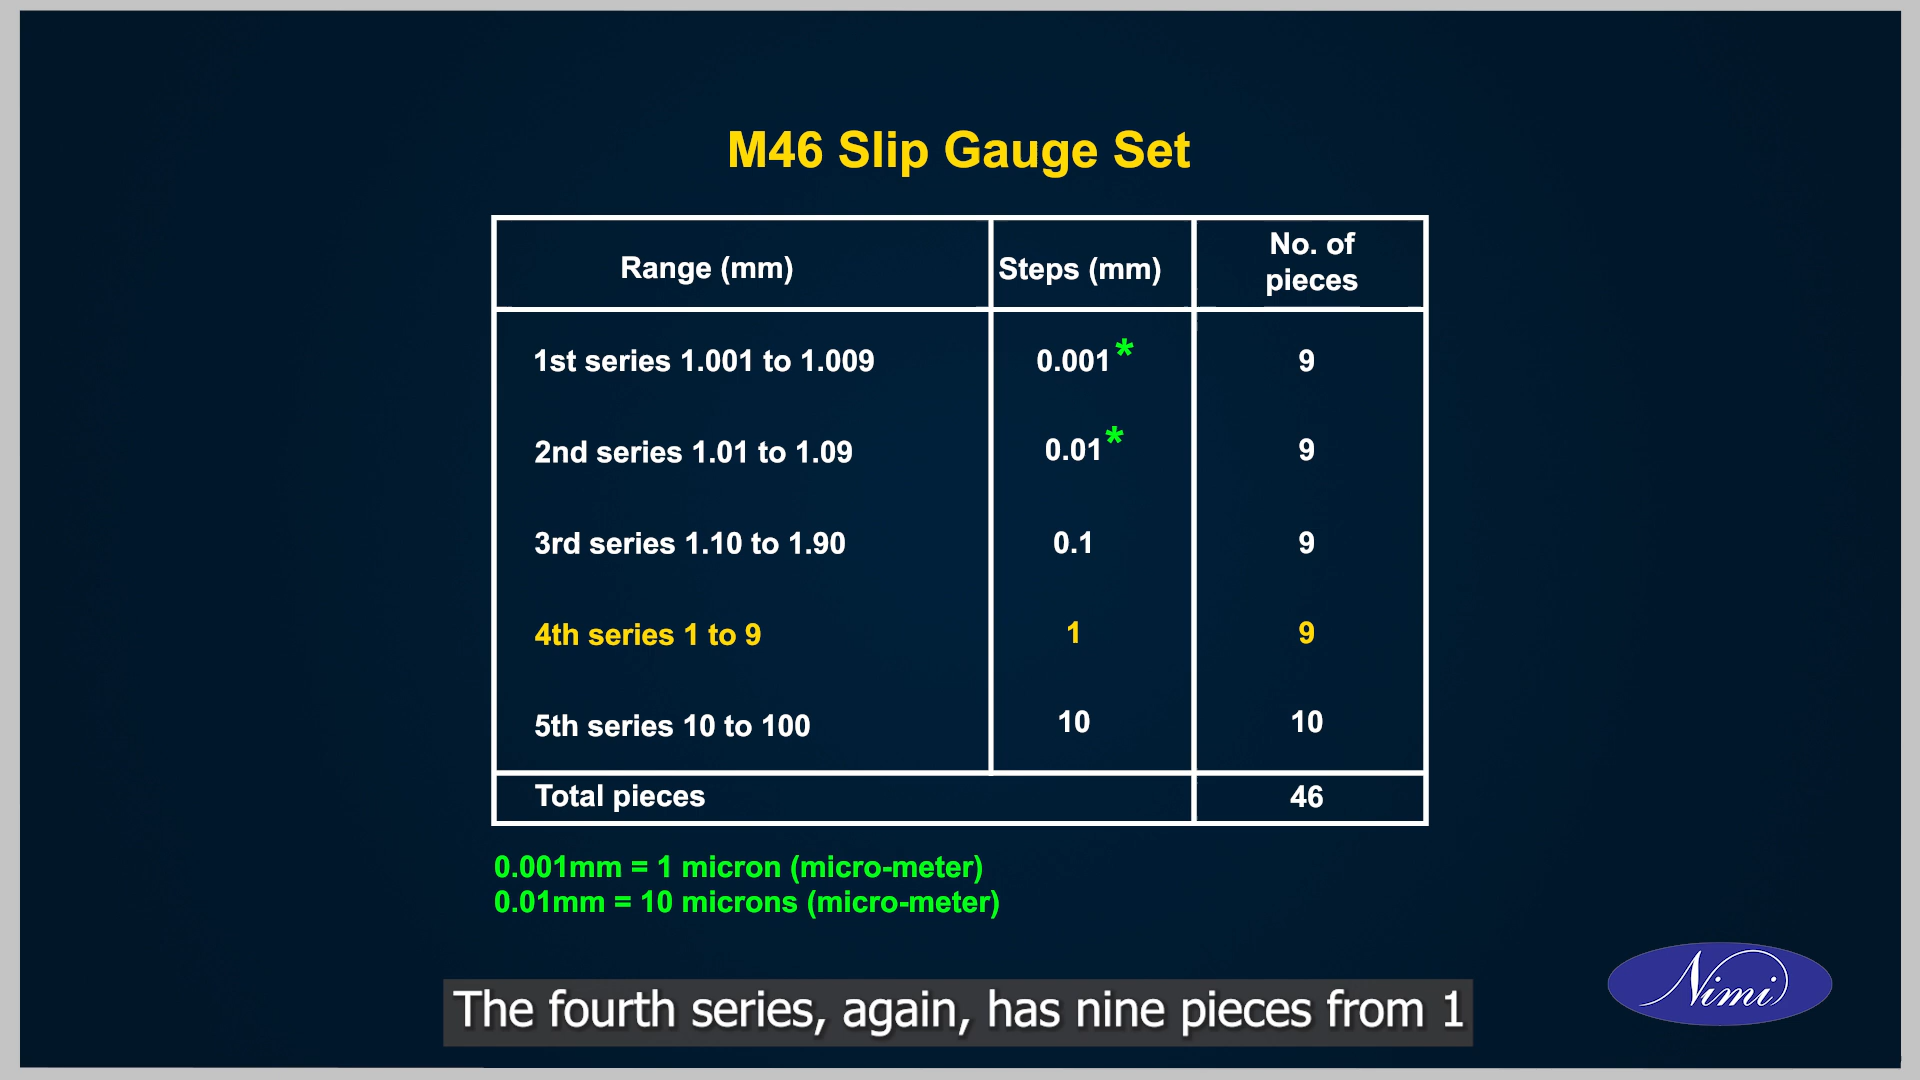 M46 Slip Gauge Set
Range (mm) Steps (mm) No. of pieces
1st series 1.001 to 1.009 0.001* 9
2nd series 1.01 to 1.09 0.01* 9
3rd series 1.10 to 1.90 0.1 9
4th series 1 to 9 1 9
5th series 10 to 100 10 10
Total pieces 46
0.001mm = 1 micron (micro-meter)
0.01mm = 10 microns (micro-meter)
Nimi
The fourth series, again, has nine pieces from 1